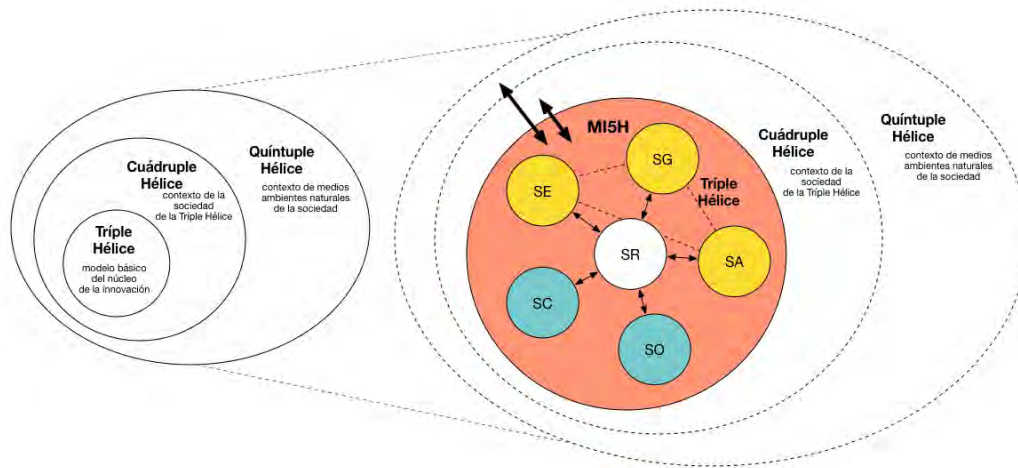 Cuádruple
Hélice
contexto de la
sociedad
de la Tríple Hélice
Quíntuple
Hélice
contexto de medios
ambientes naturales
de la sociedad
Tríple
Hélice
modelo básico
del núcleo
de la innovación
MI5H
SG
SE
Tríple
Hélice
SR
SA
SC
SO
Cuádruple
Hélice
contexto de la
sociedad
de la Tríple Hélice
Quíntuple
Hélice
contexto de medios
ambientes naturales
de la sociedad